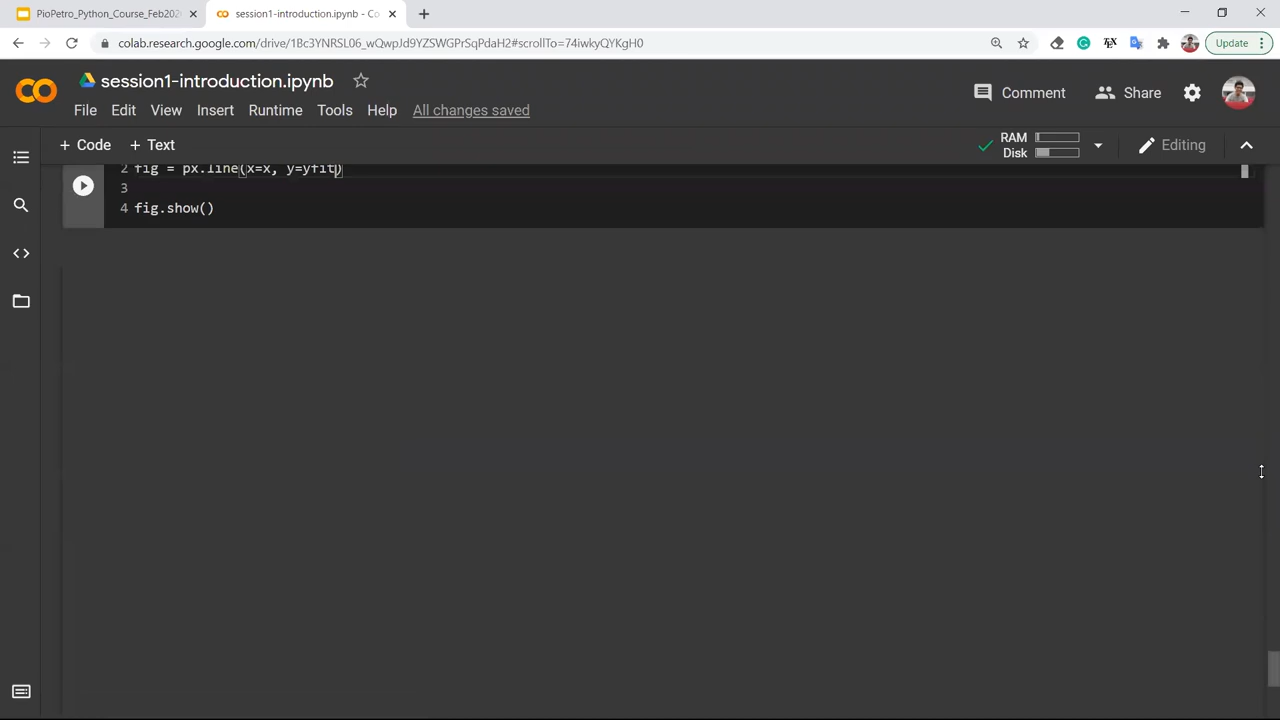 PioPetro_Python_Course_Feb202
session1-introduction.ipynb - Co
colab.research.google.com/drive/1Bc3YNRSL06_wQwpJd9YZSWGPrSqPdaH2#scrollTo=74iwkyQYKgH0
Update
session1-introduction.ipynb
Comment
Share
File Edit View Insert Runtime Tools Help All changes saved
+ Code + Text
RAM
Disk
Editing
2 fig = px.line(x=x, y=yfit)
3
4 fig.show()